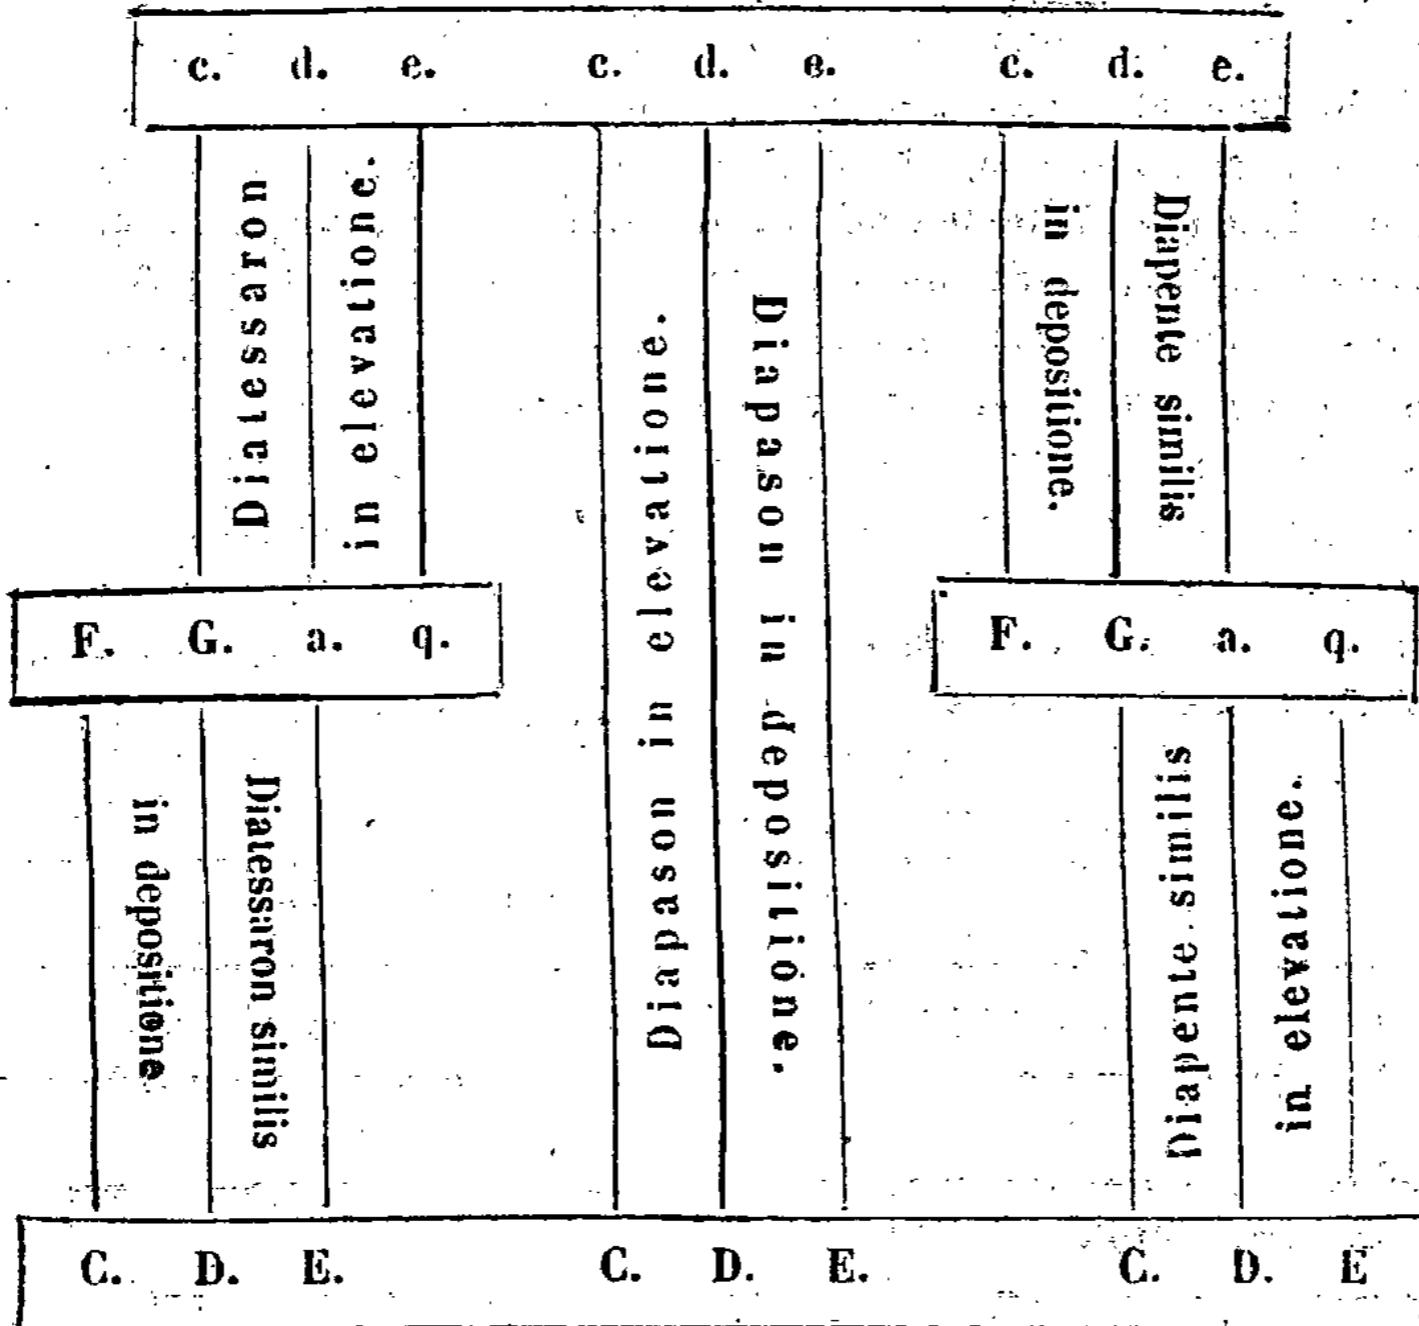 c. d. e. c. d. e. c. d. e.
Diatessaron
in elevatione.
Diapason in elevatione.
Diapason in depositione.
Diapente similis
in depositione.
F. G. a. q.
F. G. a. q.
Diatessaron similis
in depositione
Diapente similis
in elevatione.
C. D. E. C. D. E. C. D. E